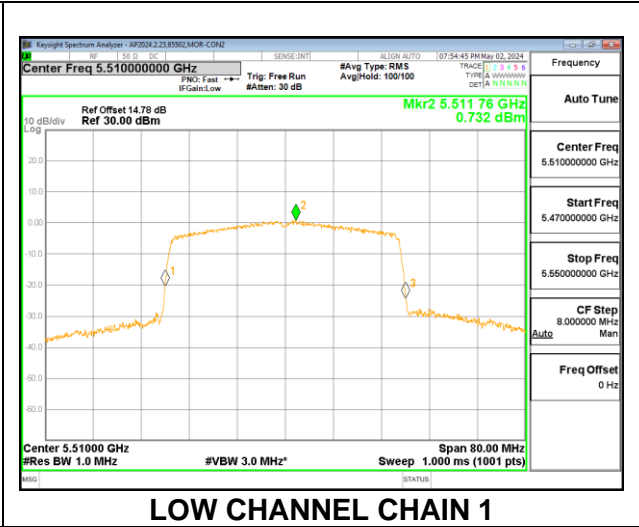 Keysight Spectrum Analyzer - AP2024.2.23,85502,MOR-CON2
RF 50 Ω DC SENSE:INT ALIGN AUTO 07:54:45 PM May 02, 2024
Center Freq 5.510000000 GHz
PNO: Fast
IFGain:Low
Trig: Free Run
#Atten: 30 dB
#Avg Type: RMS
Avg|Hold: 100/100
TRACE 1 2 3 4 5 6
TYPE A WWWWW
DET A N N N N N
Mkr2 5.511 76 GHz
0.732 dBm
Ref Offset 14.78 dB
10 dB/div Ref 30.00 dBm
Log
20.0
10.0
0.00
-10.0
-20.0
-30.0
-40.0
-50.0
-60.0
1
2
3
Center 5.51000 GHz Span 80.00 MHz
#Res BW 1.0 MHz #VBW 3.0 MHz* Sweep 1.000 ms (1001 pts)
MSG STATUS
Frequency
Auto Tune
Center Freq
5.510000000 GHz
Start Freq
5.470000000 GHz
Stop Freq
5.550000000 GHz
CF Step
8.000000 MHz
Auto Man
Freq Offset
0 Hz
LOW CHANNEL CHAIN 1